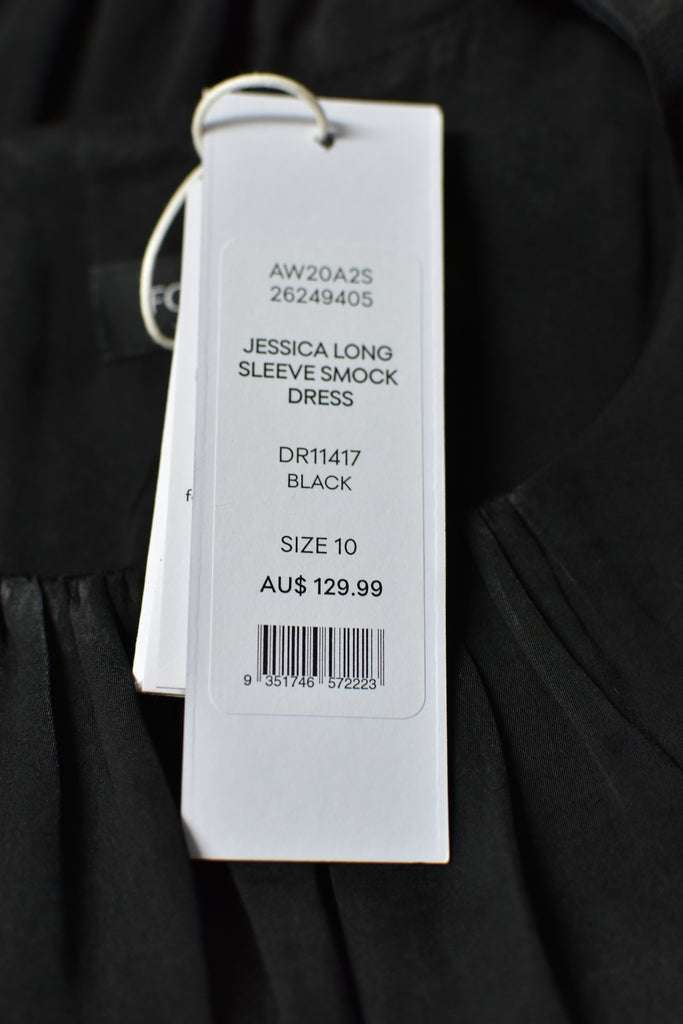 AW20A2S
26249405
JESSICA LONG
SLEEVE SMOCK
DRESS
DR11417
BLACK
SIZE 10
AU$ 129.99
9 351746 572223